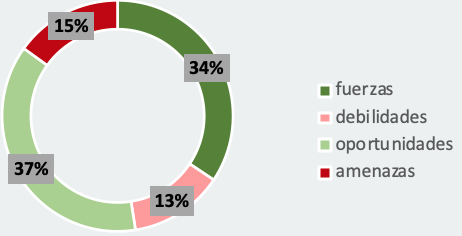 15%
34%
37%
13%
fuerzas
debilidades
oportunidades
amenazas